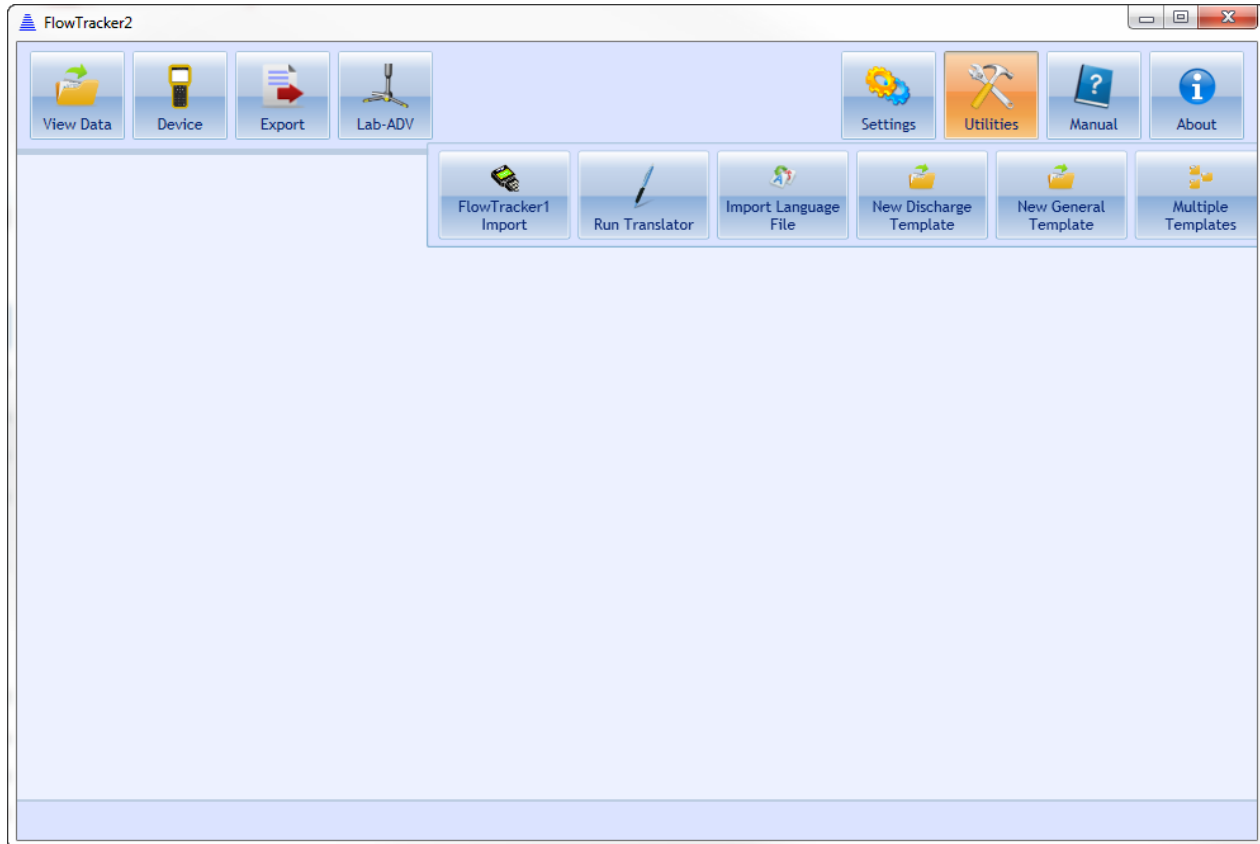 FlowTracker2
View Data
Device
Export
Lab-ADV
Settings
Utilities
Manual
About
FlowTracker1
Import
Run Translator
Import Language
File
New Discharge
Template
New General
Template
Multiple
Templates